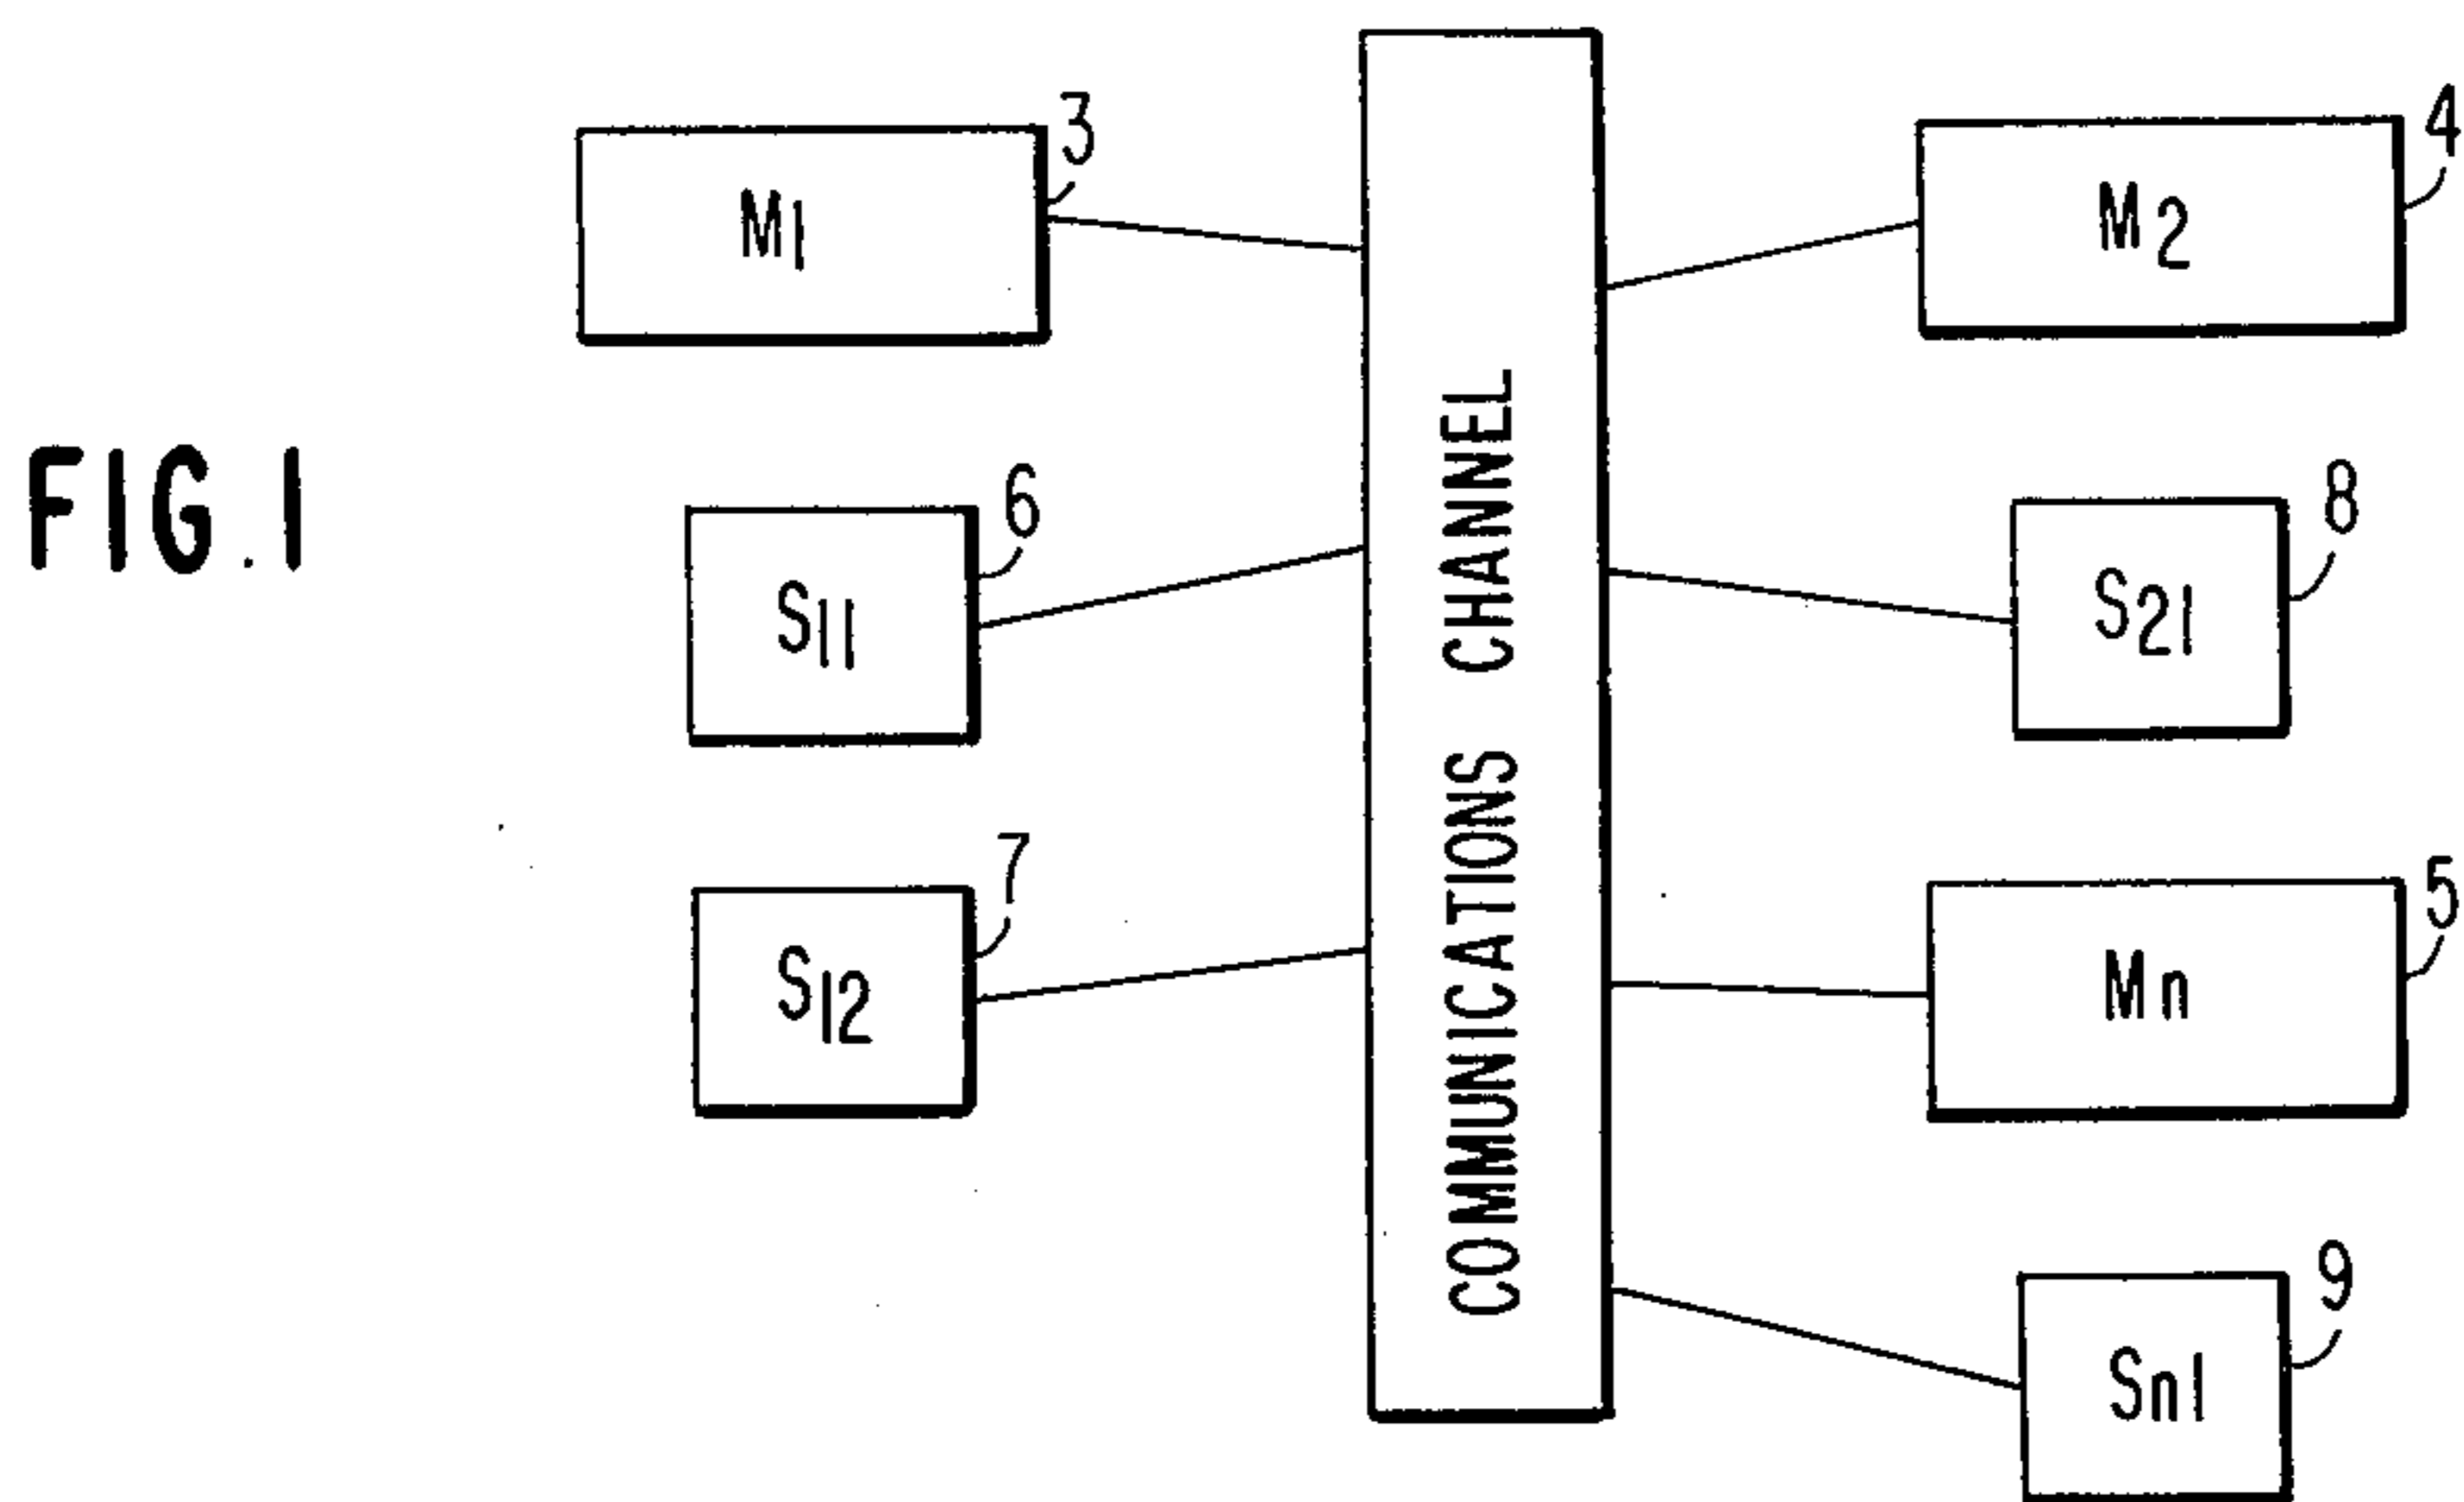 FIG.1
3
M1
6
S11
7
S12
COMMUNICATIONS CHANNEL
4
M2
8
S21
5
Mn
9
Sn1